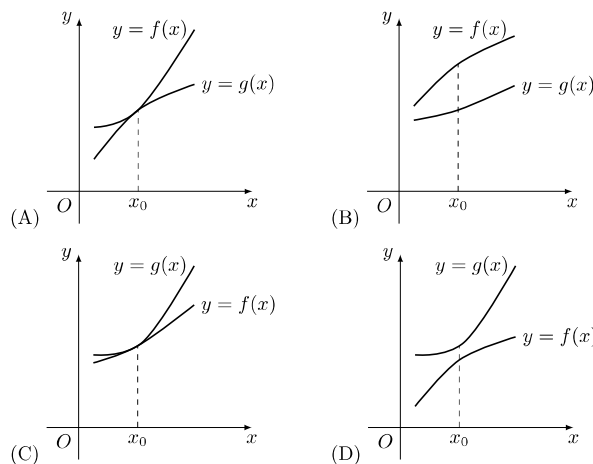 y
y = f(x)
y = g(x)
O
x₀
x
(A)
y
y = f(x)
y = g(x)
O
x₀
x
(B)
y
y = g(x)
y = f(x)
O
x₀
x
(C)
y
y = g(x)
y = f(x)
O
x₀
x
(D)